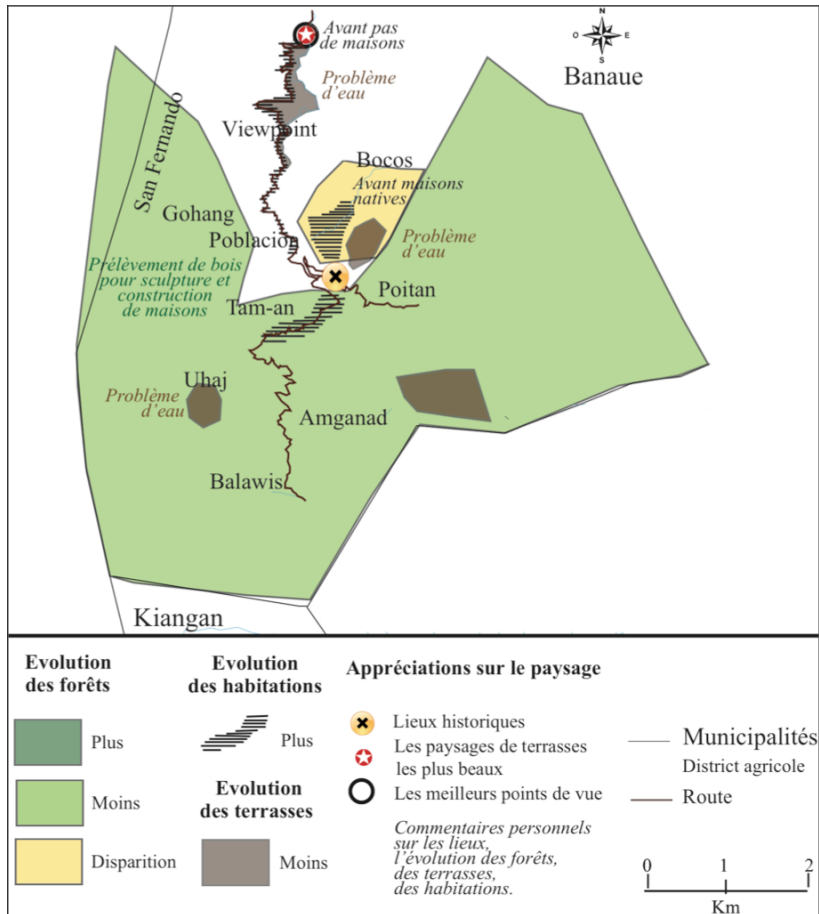 Avant pas
de maisons
N
O
E
S
Banaue
Problème
d'eau
San Fernando
Viewpoint
Bocos
Avant maisons
natives
Gohang
Poblacion
Problème
d'eau
Prélèvement de bois
pour sculpture et
construction
de maisons
Poitan
Tam-an
Uhaj
Problème
d'eau
Amganad
Balawis
Kiangan
Evolution
des forêts
Plus
Moins
Disparition
Evolution
des habitations
Plus
Evolution
des terrasses
Moins
Appréciations sur le paysage
Lieux historiques
Les paysages de terrasses
les plus beaux
Les meilleurs points de vue
Commentaires personnels
sur les lieux,
l'évolution des forêts,
des terrasses,
des habitations.
Municipalités
District agricole
Route
0 1 2
Km